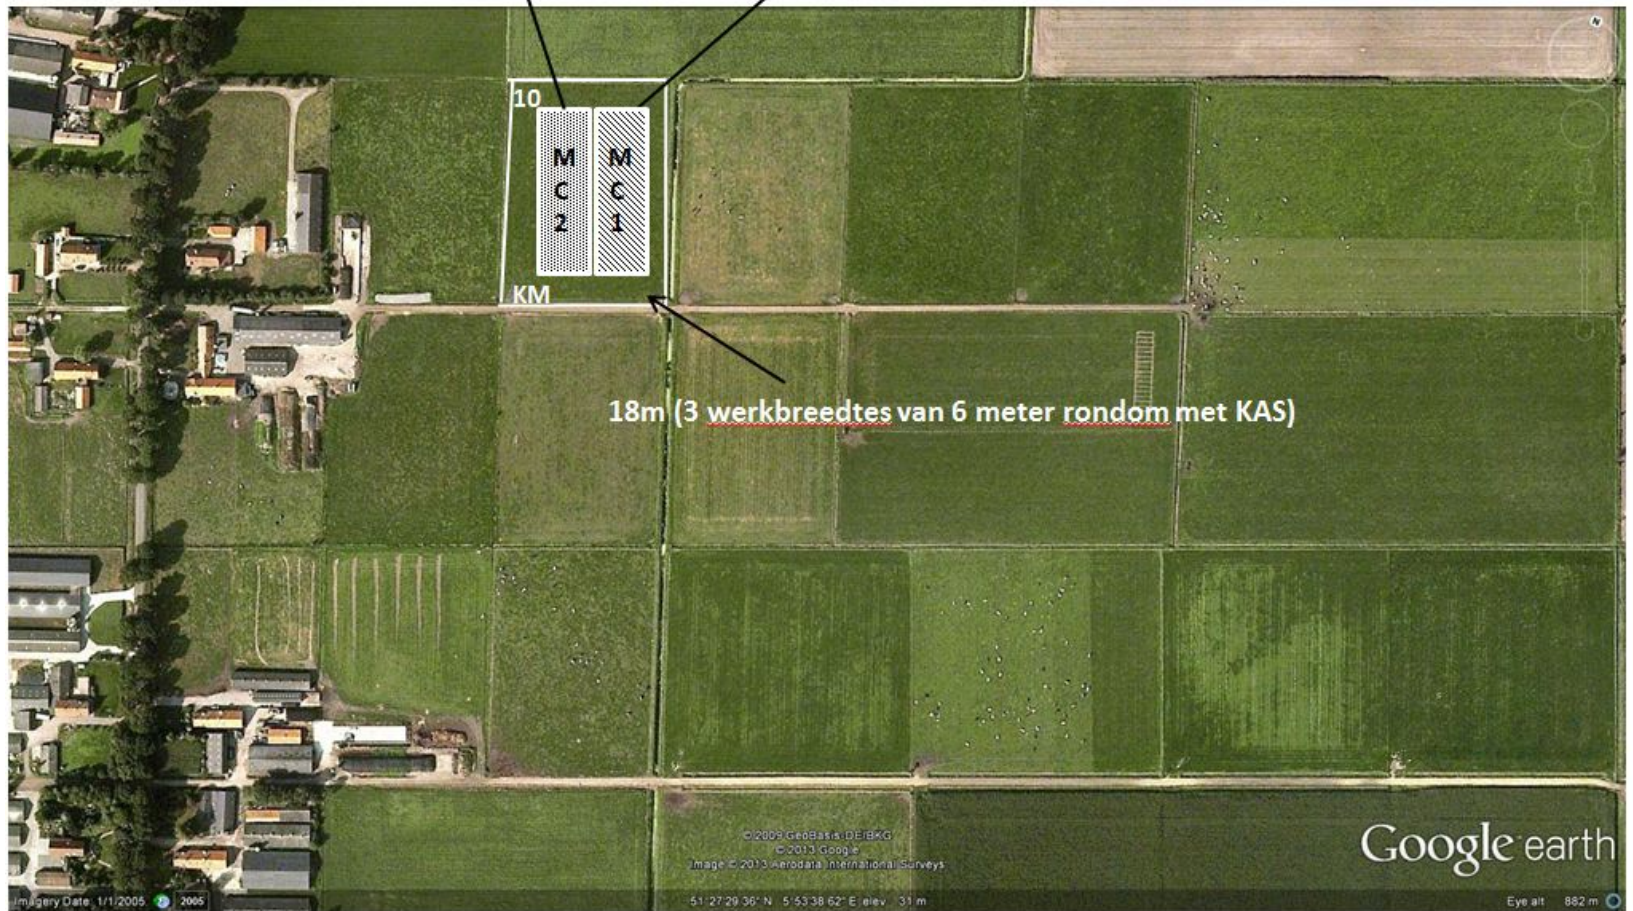 N
10
M M
C C
2 1
KM
18m (3 werkbreedtes van 6 meter rondom met KAS)
© 2009 GeoBasis-DE/BKG
© 2013 Google
Image © 2013 Aerodata International Surveys
Google earth
Imagery Date: 1/1/2005 2005 51°27'29.36" N 5°53'38.62" E elev 31 m Eye alt 882 m